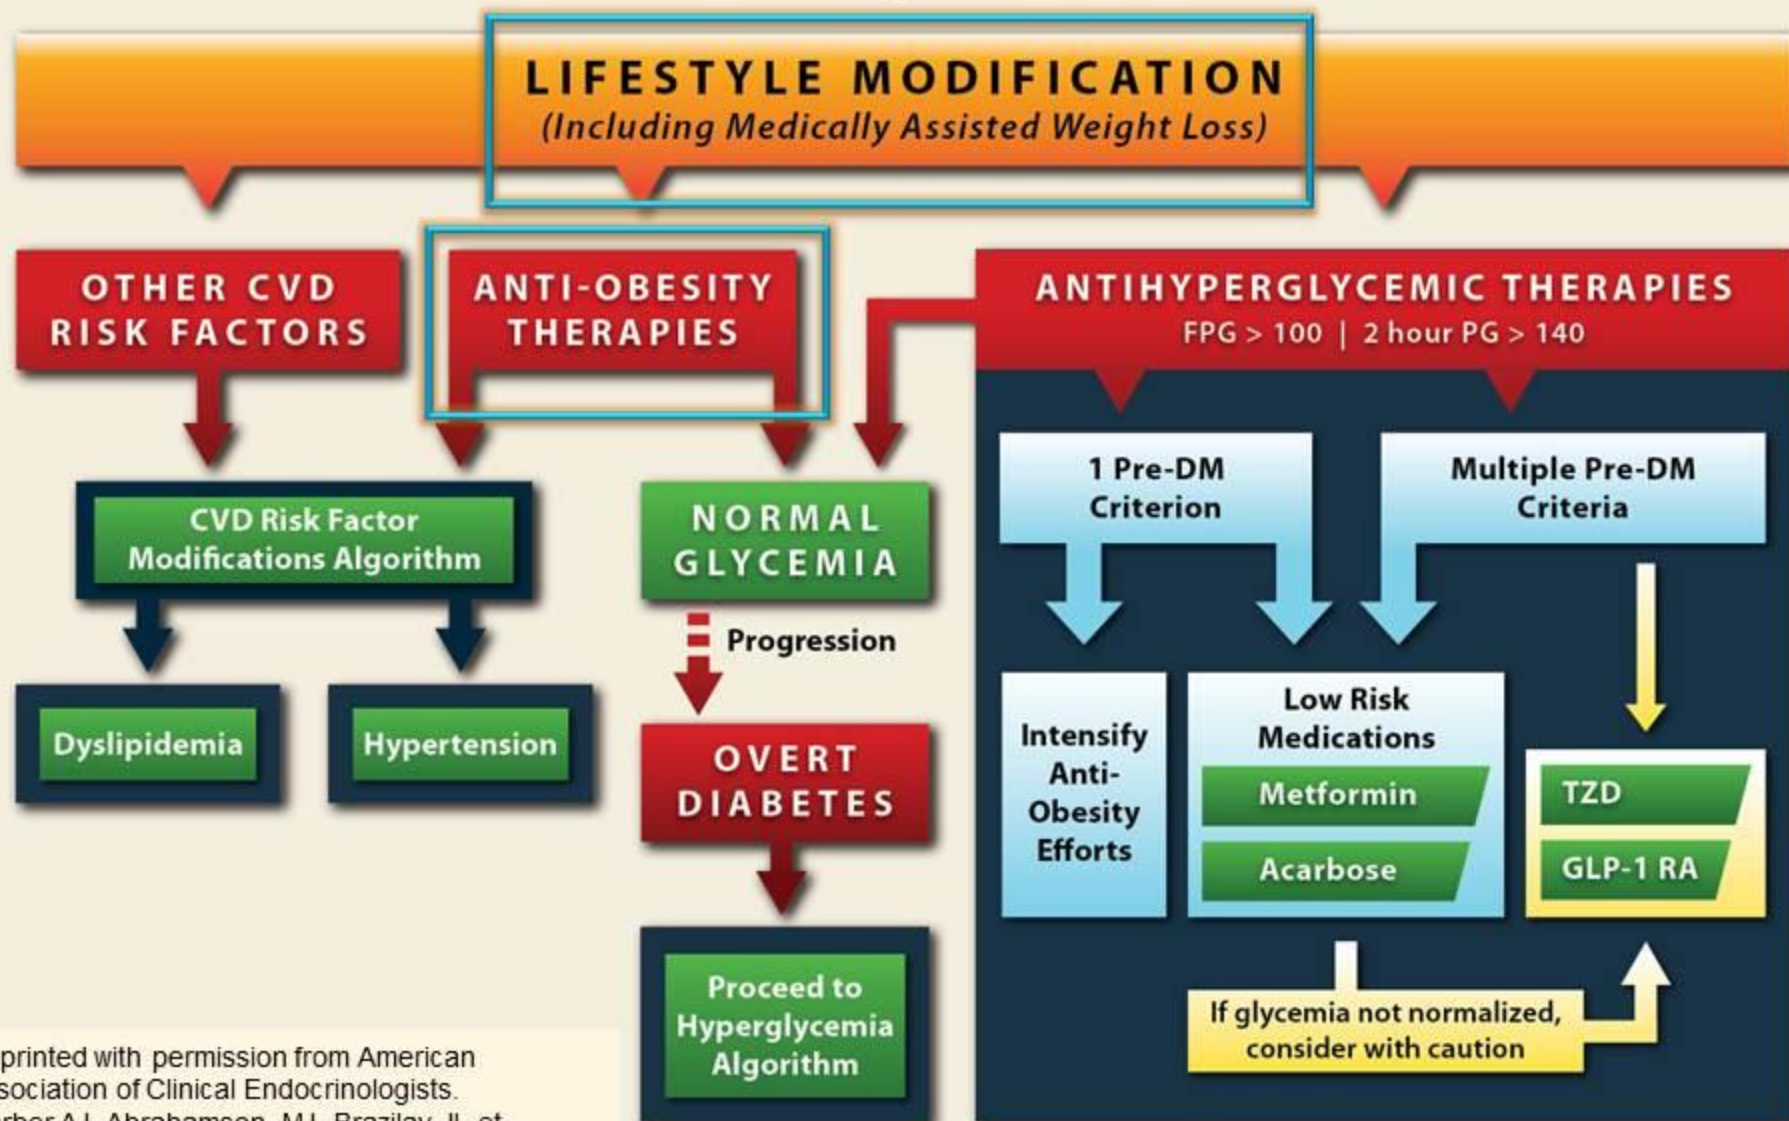 LIFESTYLE MODIFICATION
(Including Medically Assisted Weight Loss)
OTHER CVD
RISK FACTORS
ANTI-OBESITY
THERAPIES
ANTIHYPERGLYCEMIC THERAPIES
FPG > 100 | 2 hour PG > 140
CVD Risk Factor
Modifications Algorithm
Dyslipidemia
Hypertension
NORMAL
GLYCEMIA
Progression
OVERT
DIABETES
Proceed to
Hyperglycemia
Algorithm
1 Pre-DM
Criterion
Multiple Pre-DM
Criteria
Intensify
Anti-
Obesity
Efforts
Low Risk
Medications
Metformin
Acarbose
TZD
GLP-1 RA
If glycemia not normalized,
consider with caution
printed with permission from American
sociation of Clinical Endocrinologists.